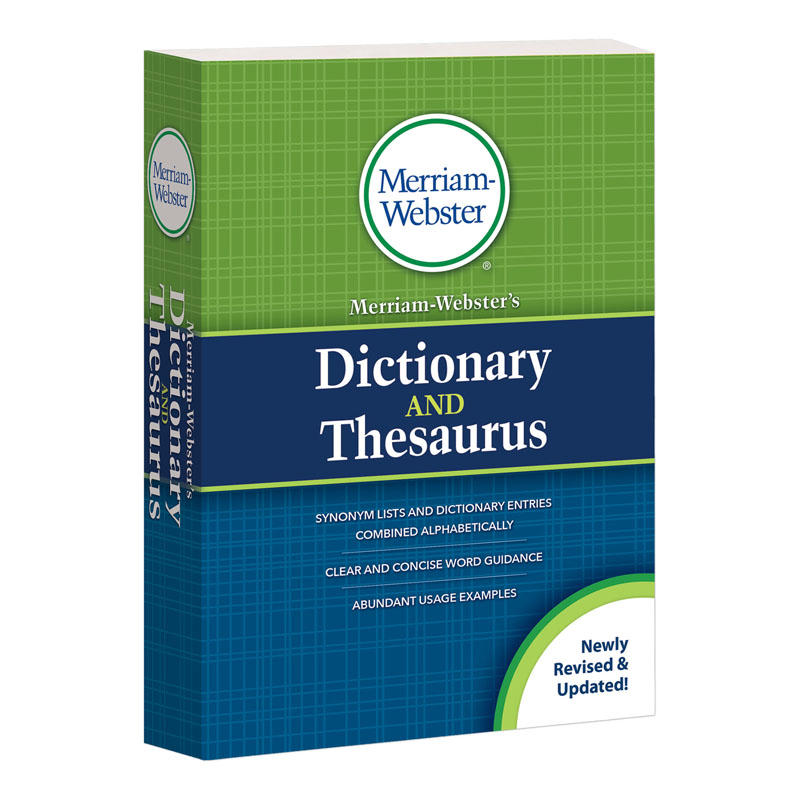 Merriam-
Webster
®
Merriam-Webster's
Dictionary
AND
Thesaurus
SYNONYM LISTS AND DICTIONARY ENTRIES
COMBINED ALPHABETICALLY
CLEAR AND CONCISE WORD GUIDANCE
ABUNDANT USAGE EXAMPLES
Newly
Revised &
Updated!
Merriam-
Webster
®
Merriam-Webster's
Dictionary
AND
Thesaurus